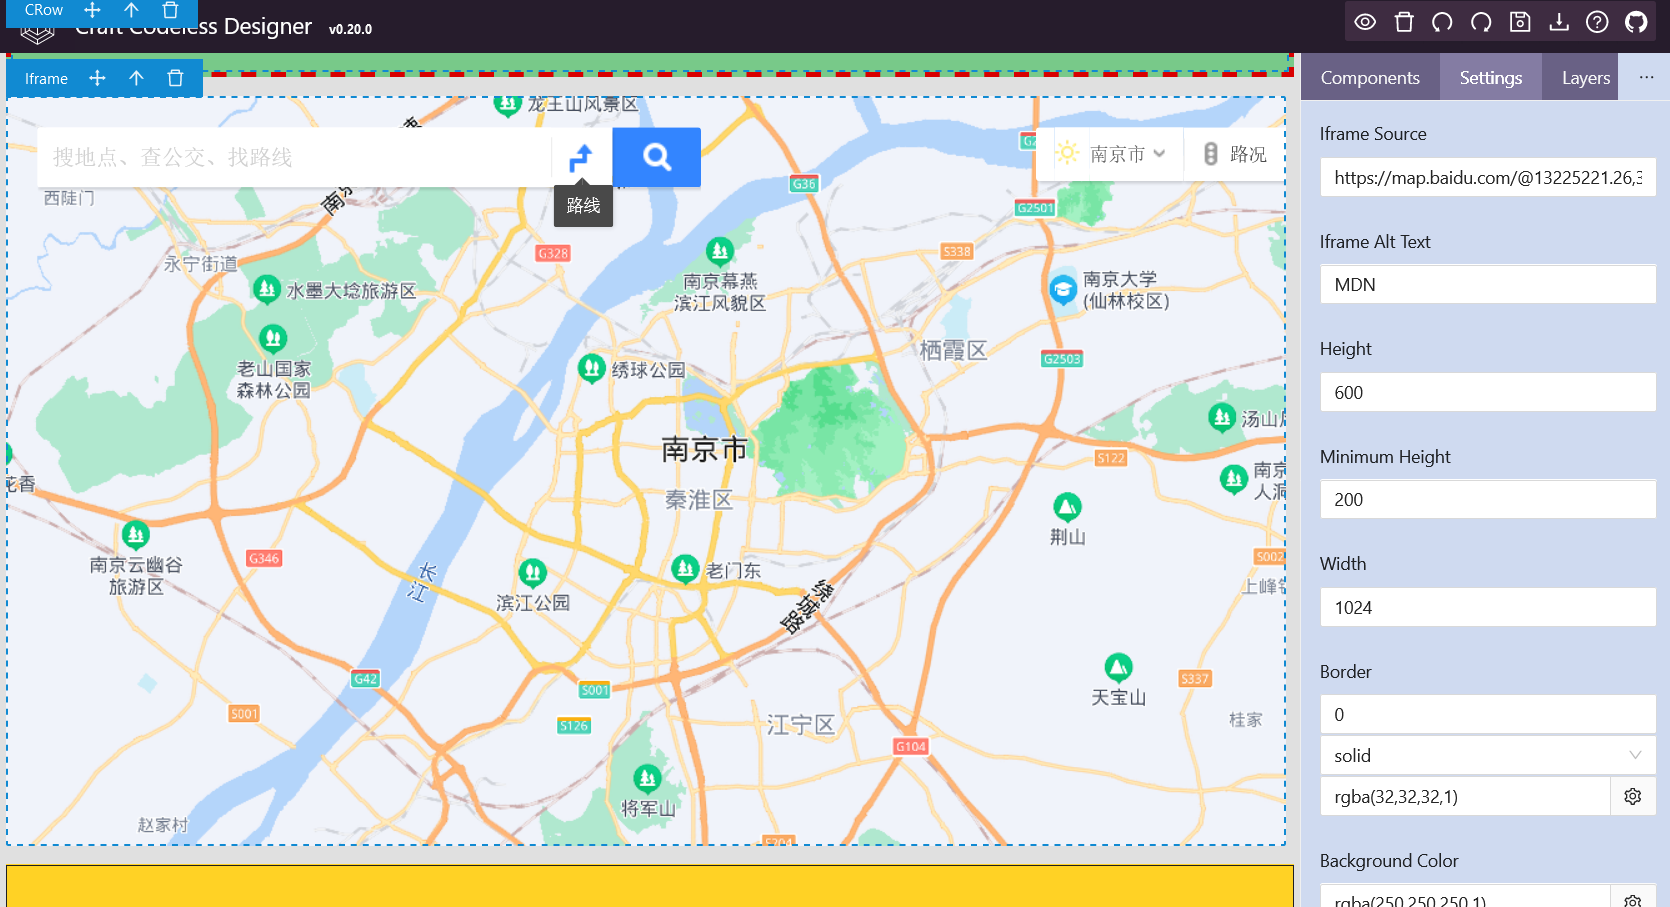 CRow
Craft Codeless Designer v0.20.0
Iframe
Components
Settings
Layers
...
龙王山风景区
搜地点、查公交、找路线
南京市
路况
路线
西陡门
G36
G2501
G328
S338
永宁街道
水墨大埝旅游区
南京幕燕
滨江风貌区
南京大学
(仙林校区)
老山国家
森林公园
绣球公园
栖霞区
G2503
南京市
秦淮区
S122
花香
荆山
南京云幽谷
旅游区
G346
长江
滨江公园
老门东
绕城路
S002
G42
S001
S126
S001
天宝山
S337
江宁区
G104
桂家
将军山
赵家村
Iframe Source
https://map.baidu.com/@13225221.26,3
Iframe Alt Text
MDN
Height
600
Minimum Height
200
Width
1024
Border
0
solid
rgba(32,32,32,1)
Background Color
rgba(250,250,250,1)